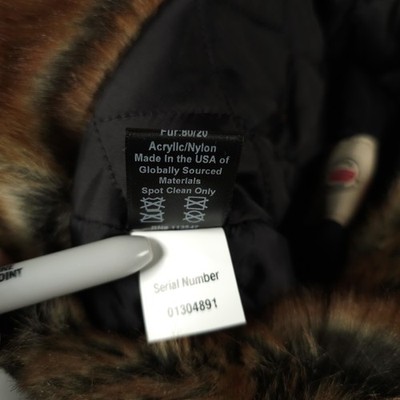 Fur:80/20
Acrylic/Nylon
Made In the USA of
Globally Sourced
Materials
Spot Clean Only
Serial Number
01304891
OINT